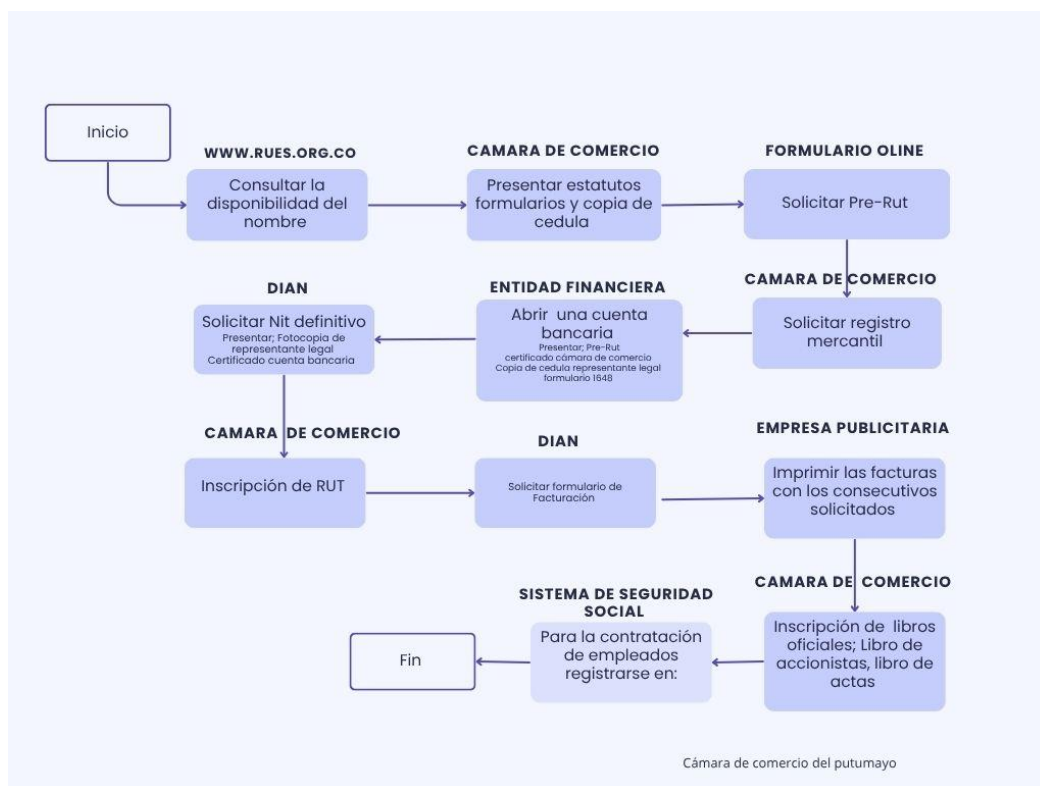 Inicio
WWW.RUES.ORG.CO
Consultar la
disponibilidad del
nombre
CAMARA DE COMERCIO
Presentar estatutos
formularios y copia de
cedula
FORMULARIO OLINE
Solicitar Pre-Rut
CAMARA DE COMERCIO
Solicitar registro
mercantil
ENTIDAD FINANCIERA
Abrir una cuenta
bancaria
Presentar; Pre-Rut
certificado cámara de comercio
Copia de cedula representante legal
formulario 1648
DIAN
Solicitar Nit definitivo
Presentar; Fotocopia de
representante legal
Certificado cuenta bancaria
CAMARA DE COMERCIO
Inscripción de RUT
DIAN
Solicitar formulario de
Facturación
EMPRESA PUBLICITARIA
Imprimir las facturas
con los consecutivos
solicitados
CAMARA DE COMERCIO
Inscripción de libros
oficiales; Libro de
accionistas, libro de
actas
SISTEMA DE SEGURIDAD
SOCIAL
Para la contratación
de empleados
registrarse en:
Fin
Cámara de comercio del putumayo